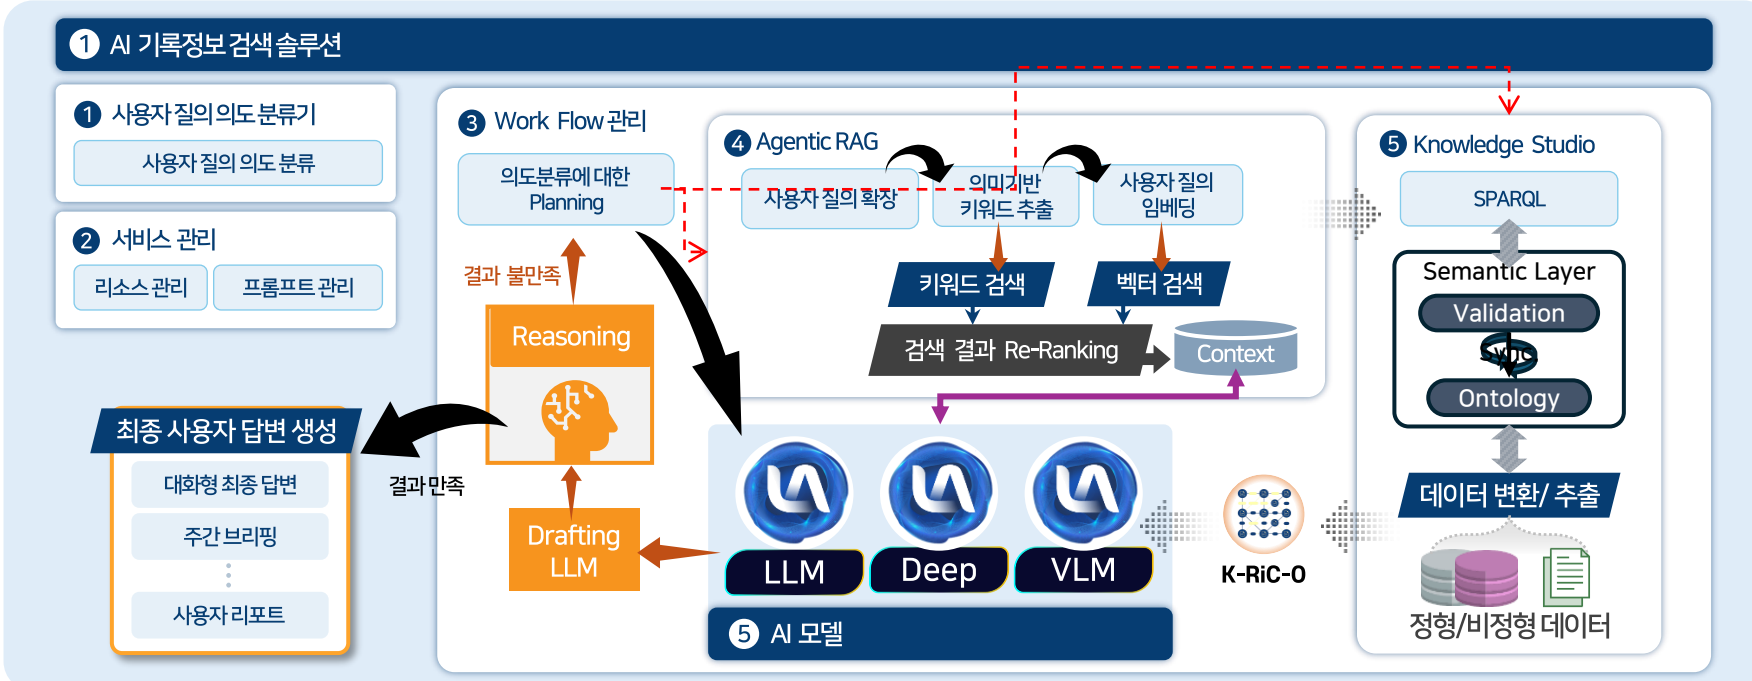 1 AI 기록정보 검색 솔루션
1 사용자 질의 의도 분류기
사용자 질의 의도 분류
2 서비스 관리
리소스 관리
프롬프트 관리
3 Work Flow 관리
의도분류에 대한
Planning
결과 불만족
Reasoning
결과 만족
Drafting
LLM
최종 사용자 답변 생성
대화형 최종 답변
주간 브리핑
사용자 리포트
4 Agentic RAG
사용자 질의 확장
의미기반
키워드 추출
사용자 질의
임베딩
키워드 검색
벡터 검색
검색 결과 Re-Ranking
Context
LLM
Deep
VLM
5 AI 모델
K-RiC-O
5 Knowledge Studio
SPARQL
Semantic Layer
Validation
Ontology
데이터 변환/ 추출
정형/비정형 데이터